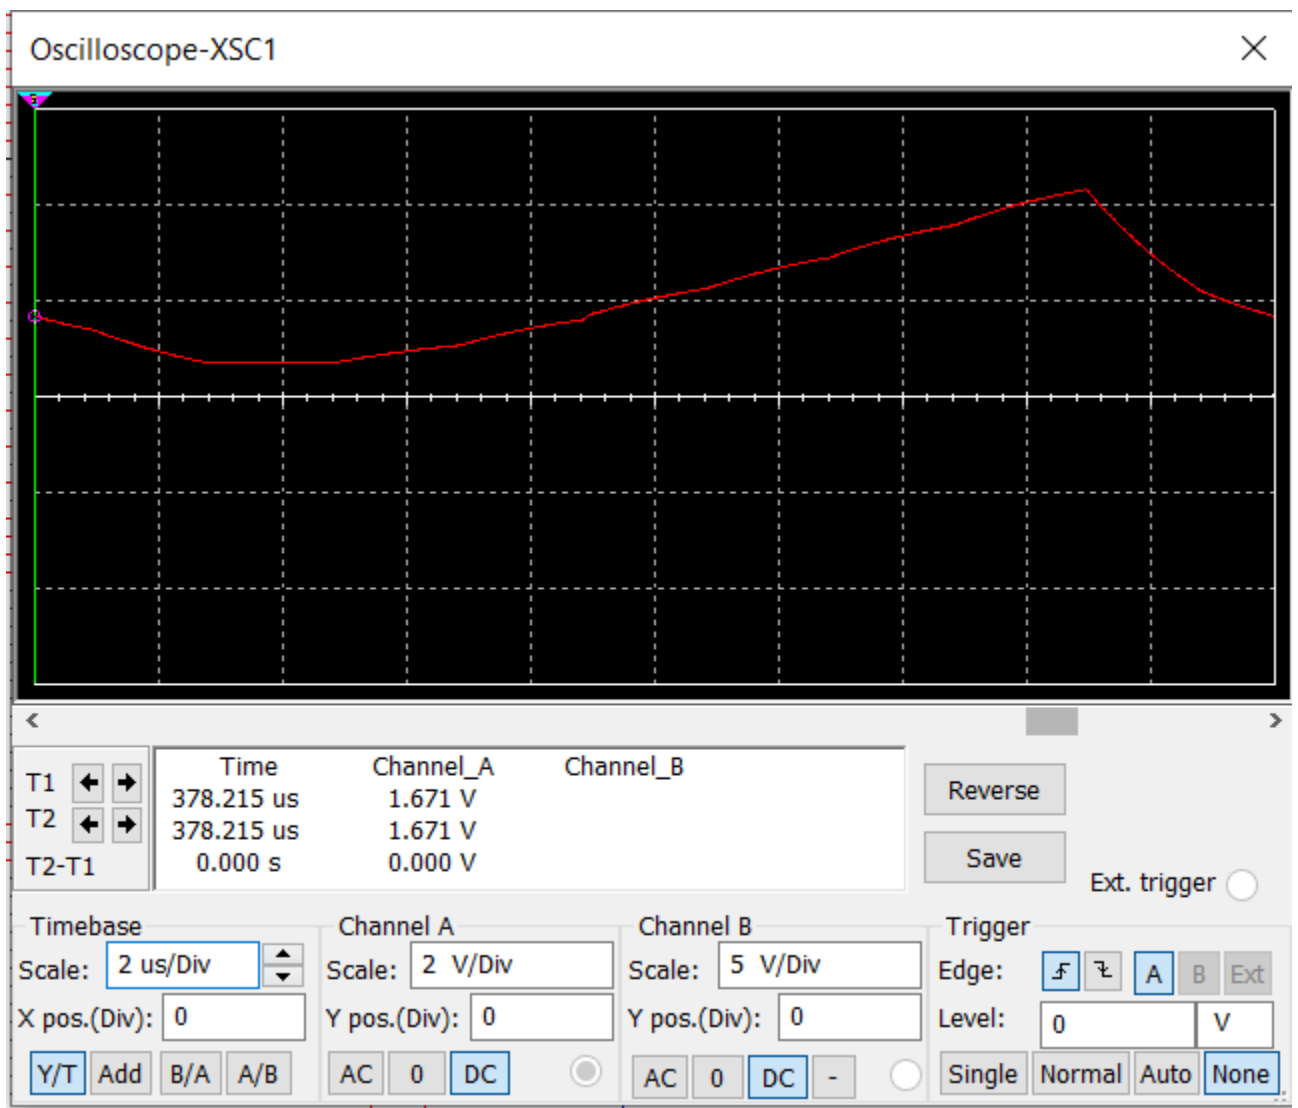 Oscilloscope-XSC1
Time Channel_A Channel_B
T1 378.215 us 1.671 V
T2 378.215 us 1.671 V
T2-T1 0.000 s 0.000 V
Reverse
Save
Ext. trigger
Timebase Channel A Channel B Trigger
Scale: 2 us/Div Scale: 2 V/Div Scale: 5 V/Div Edge: A B Ext
X pos.(Div): 0 Y pos.(Div): 0 Y pos.(Div): 0 Level: 0 V
Y/T Add B/A A/B AC 0 DC AC 0 DC - Single Normal Auto None